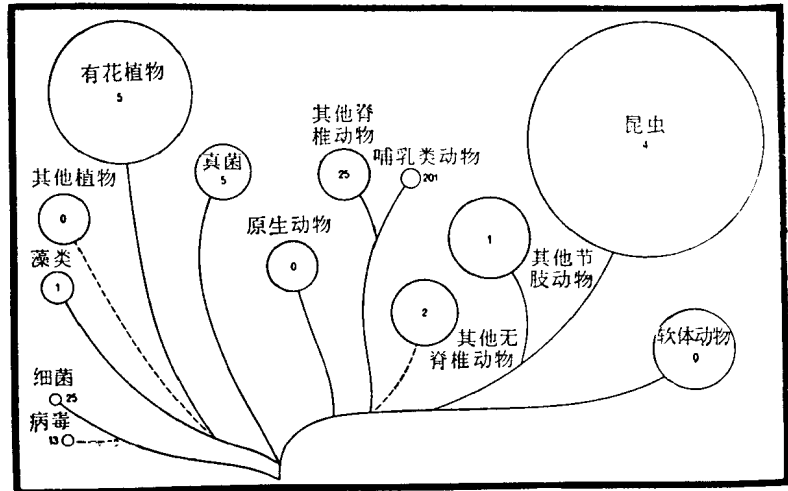 有花植物
5
其他植物
0
藻类
1
细菌
25
病毒
13
真菌
5
原生动物
0
其他脊
椎动物
25
哺乳类动物
201
其他无
脊椎动物
2
其他节
肢动物
1
昆虫
4
软体动物
0